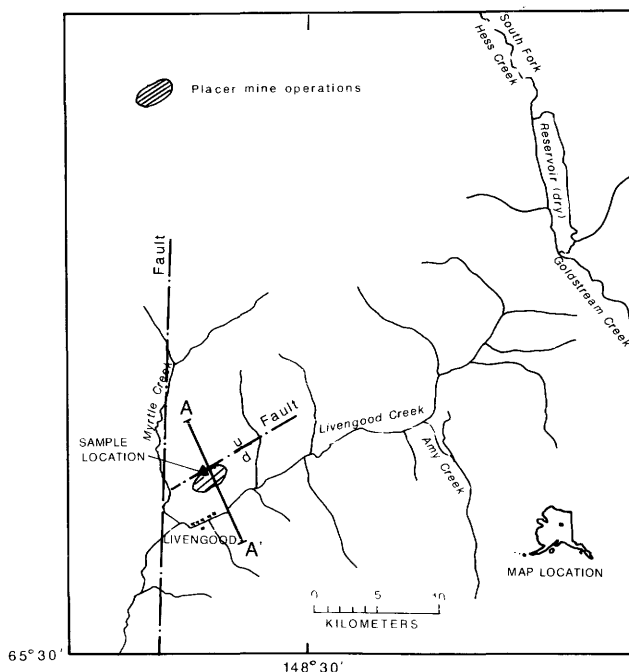 South Fork
Hess Creek
Placer mine operations
Reservoir (dry)
Fault
Goldstream Creek
Myrtle Creek
A
Fault
Livengood Creek
u
d
SAMPLE
LOCATION
Amy Creek
LIVENGOOD
A'
MAP LOCATION
0 5 10
KILOMETERS
65°30'
148°30'